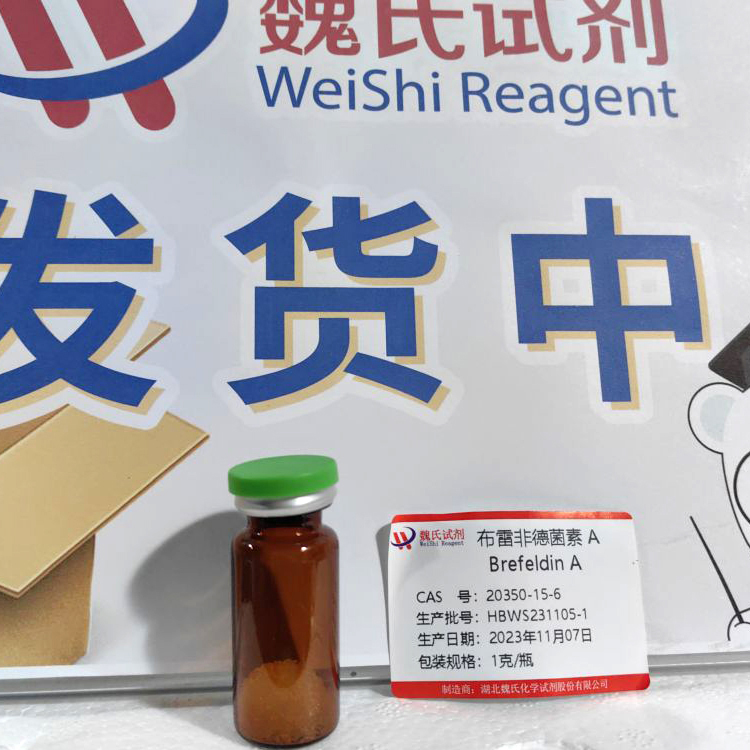 魏氏试剂
WeiShi Reagent
发货中
魏氏试剂
WeiShi Reagent
布雷非德菌素 A
Brefeldin A
CAS 号：20350-15-6
生产批号：HBWS231105-1
生产日期：2023年11月07日
包装规格：1克/瓶
制造商：湖北魏氏化学试剂股份有限公司